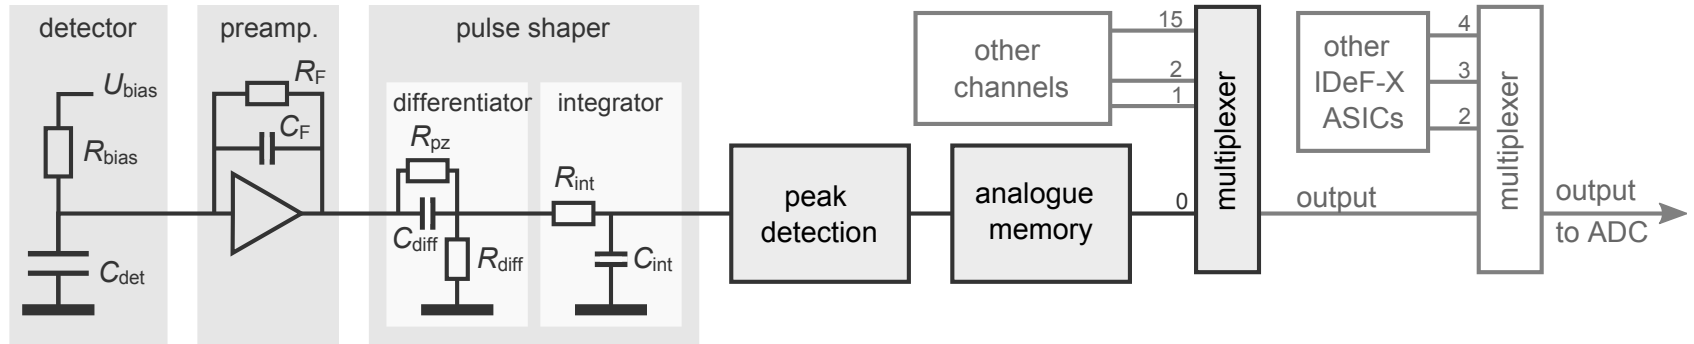 detector
U_bias
R_bias
C_det
preamp.
R_F
C_F
pulse shaper
differentiator
R_pz
C_diff
R_diff
integrator
R_int
C_int
peak
detection
analogue
memory
other
channels
15
2
1
0
multiplexer
output
other
IDeF-X
ASICs
4
3
2
multiplexer
output
to ADC